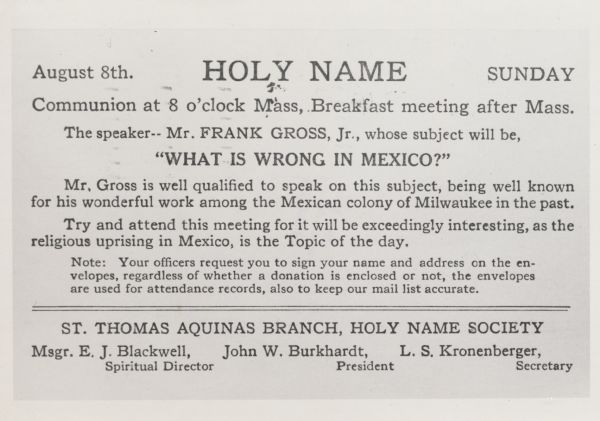 August 8th. HOLY NAME SUNDAY
Communion at 8 o'clock Mass, Breakfast meeting after Mass.
The speaker-- Mr. FRANK GROSS, Jr., whose subject will be,
"WHAT IS WRONG IN MEXICO?"
Mr. Gross is well qualified to speak on this subject, being well known
for his wonderful work among the Mexican colony of Milwaukee in the past.
Try and attend this meeting for it will be exceedingly interesting, as the
religious uprising in Mexico, is the Topic of the day.
Note: Your officers request you to sign your name and address on the en-
velopes, regardless of whether a donation is enclosed or not, the envelopes
are used for attendance records, also to keep our mail list accurate.
ST. THOMAS AQUINAS BRANCH, HOLY NAME SOCIETY
Msgr. E. J. Blackwell, John W. Burkhardt, L. S. Kronenberger,
Spiritual Director President Secretary